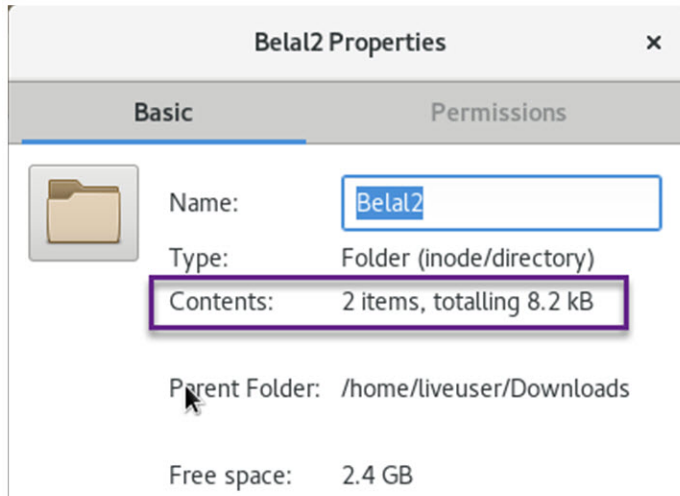 Belal2 Properties ×
Basic Permissions
Name: Belal2
Type: Folder (inode/directory)
Contents: 2 items, totalling 8.2 kB
Parent Folder: /home/liveuser/Downloads
Free space: 2.4 GB